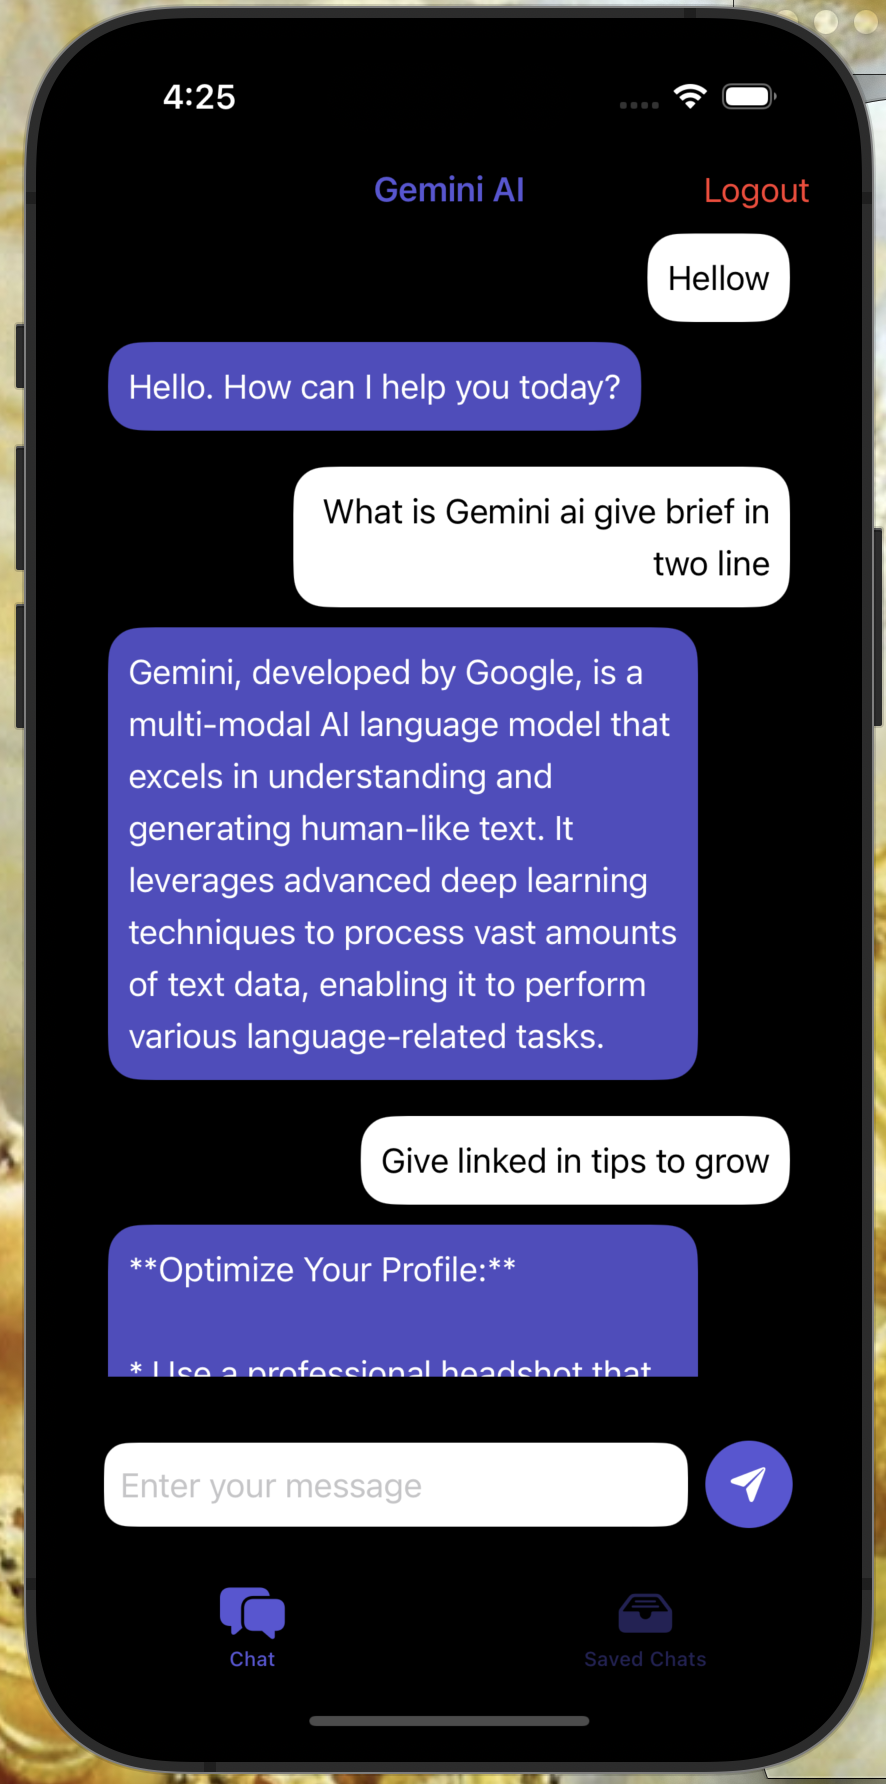 4:25
Gemini AI
Logout
Hellow
Hello. How can I help you today?
What is Gemini ai give brief in
two line
Gemini, developed by Google, is a
multi-modal AI language model that
excels in understanding and
generating human-like text. It
leverages advanced deep learning
techniques to process vast amounts
of text data, enabling it to perform
various language-related tasks.
Give linked in tips to grow
**Optimize Your Profile:**
* Use a professional headshot that
Enter your message
Chat
Saved Chats